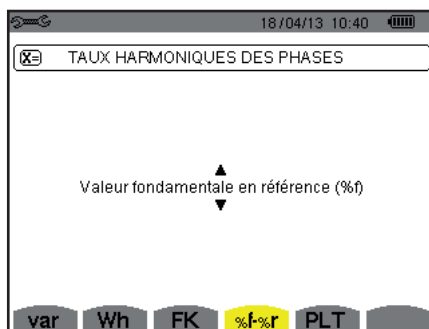 18/04/13 10:40
X= TAUX HARMONIQUES DES PHASES
Valeur fondamentale en référence (%f)
var Wh FK %f-%r PLT